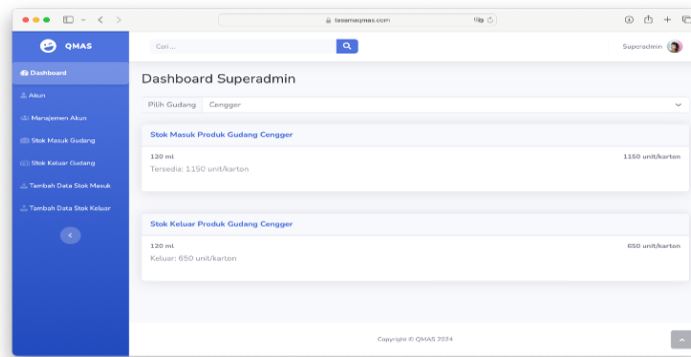 tasameqmas.com
QMAS
Cari...
Superadmin
Dashboard
Akun
Manajemen Akun
Stok Masuk Gudang
Stok Keluar Gudang
Tambah Data Stok Masuk
Tambah Data Stok Keluar
Dashboard Superadmin
Pilih Gudang Cengger
Stok Masuk Produk Gudang Cengger
120 ml 1150 unit/karton
Tersedia: 1150 unit/karton
Stok Keluar Produk Gudang Cengger
120 ml 650 unit/karton
Keluar: 650 unit/karton
Copyright © QMAS 2024